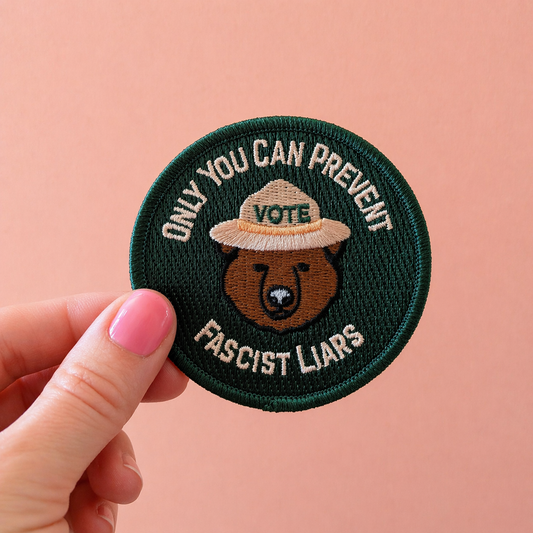 Only You Can Prevent
VOTE
Fascist Liars